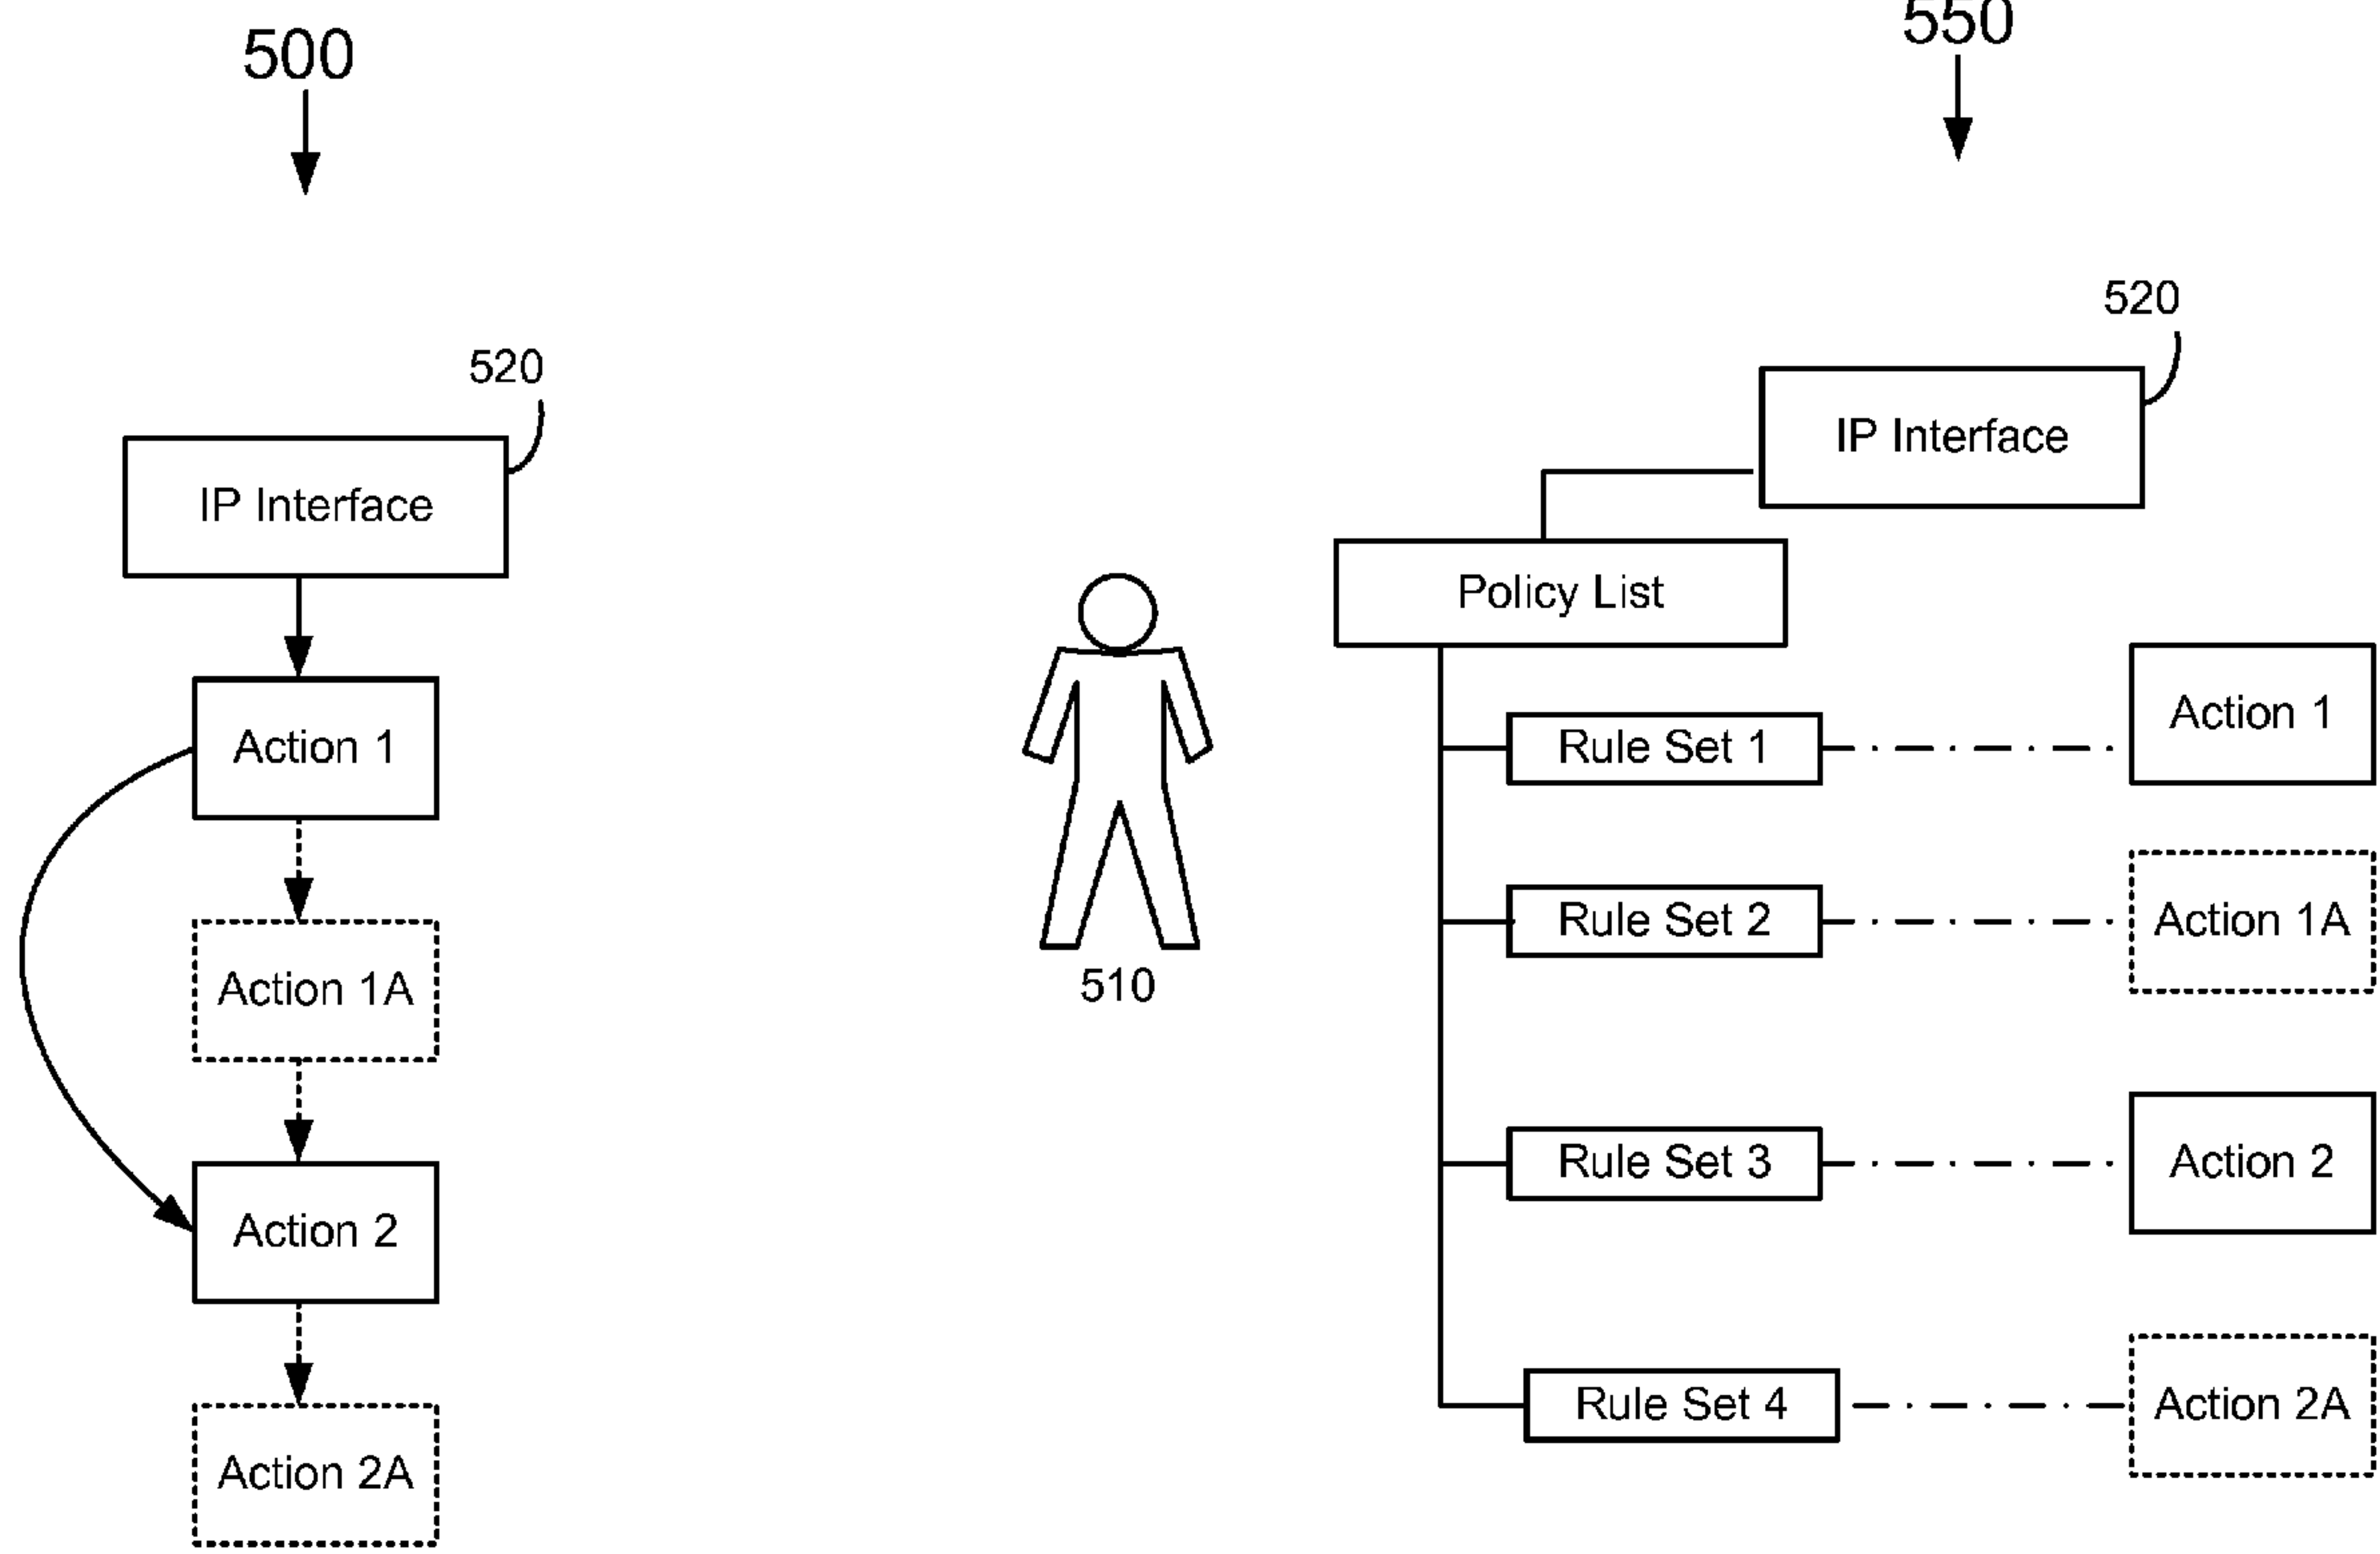 500
520
IP Interface
Action 1
Action 1A
Action 2
Action 2A
510
550
520
IP Interface
Policy List
Rule Set 1
Action 1
Rule Set 2
Action 1A
Rule Set 3
Action 2
Rule Set 4
Action 2A